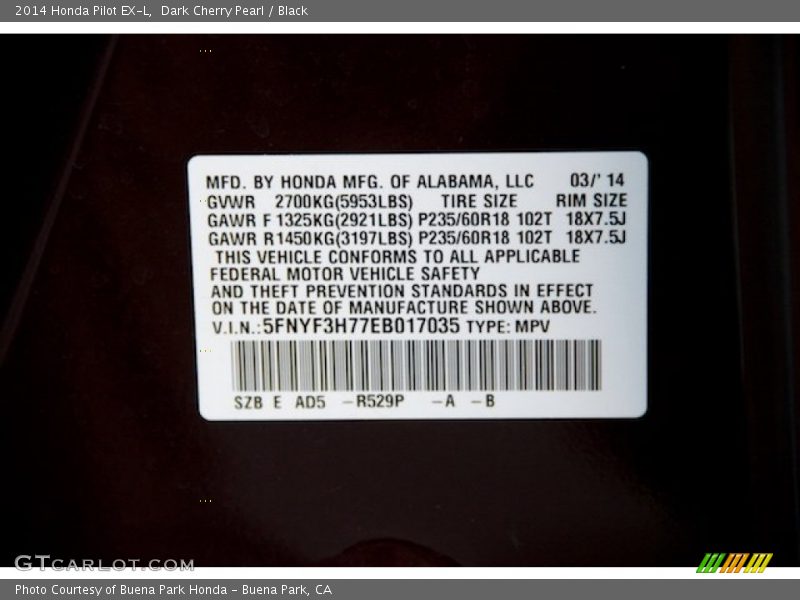 2014 Honda Pilot EX-L, Dark Cherry Pearl / Black
MFD. BY HONDA MFG. OF ALABAMA, LLC 03/' 14
GVWR 2700KG(5953LBS) TIRE SIZE RIM SIZE
GAWR F 1325KG(2921LBS) P235/60R18 102T 18X7.5J
GAWR R1450KG(3197LBS) P235/60R18 102T 18X7.5J
THIS VEHICLE CONFORMS TO ALL APPLICABLE
FEDERAL MOTOR VEHICLE SAFETY
AND THEFT PREVENTION STANDARDS IN EFFECT
ON THE DATE OF MANUFACTURE SHOWN ABOVE.
V.I.N.:5FNYF3H77EB017035 TYPE: MPV
SZB E AD5 -R529P -A -B
GTCARLOT.COM
Photo Courtesy of Buena Park Honda - Buena Park, CA